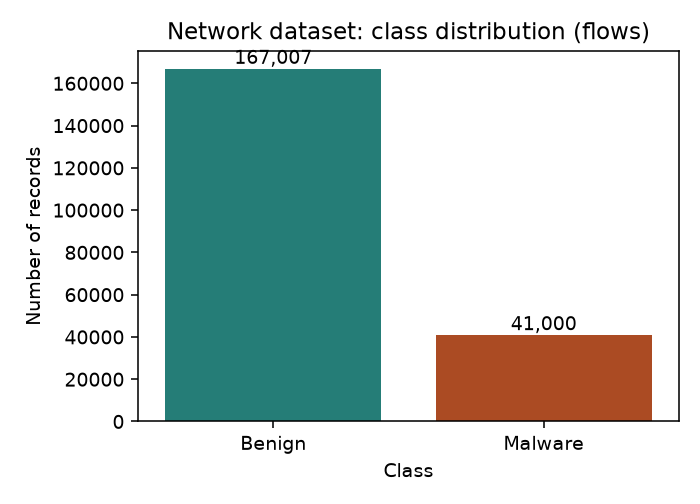 Network dataset: class distribution (flows)
167,007
41,000
160000
140000
120000
100000
80000
60000
40000
20000
0
Number of records
Benign
Malware
Class